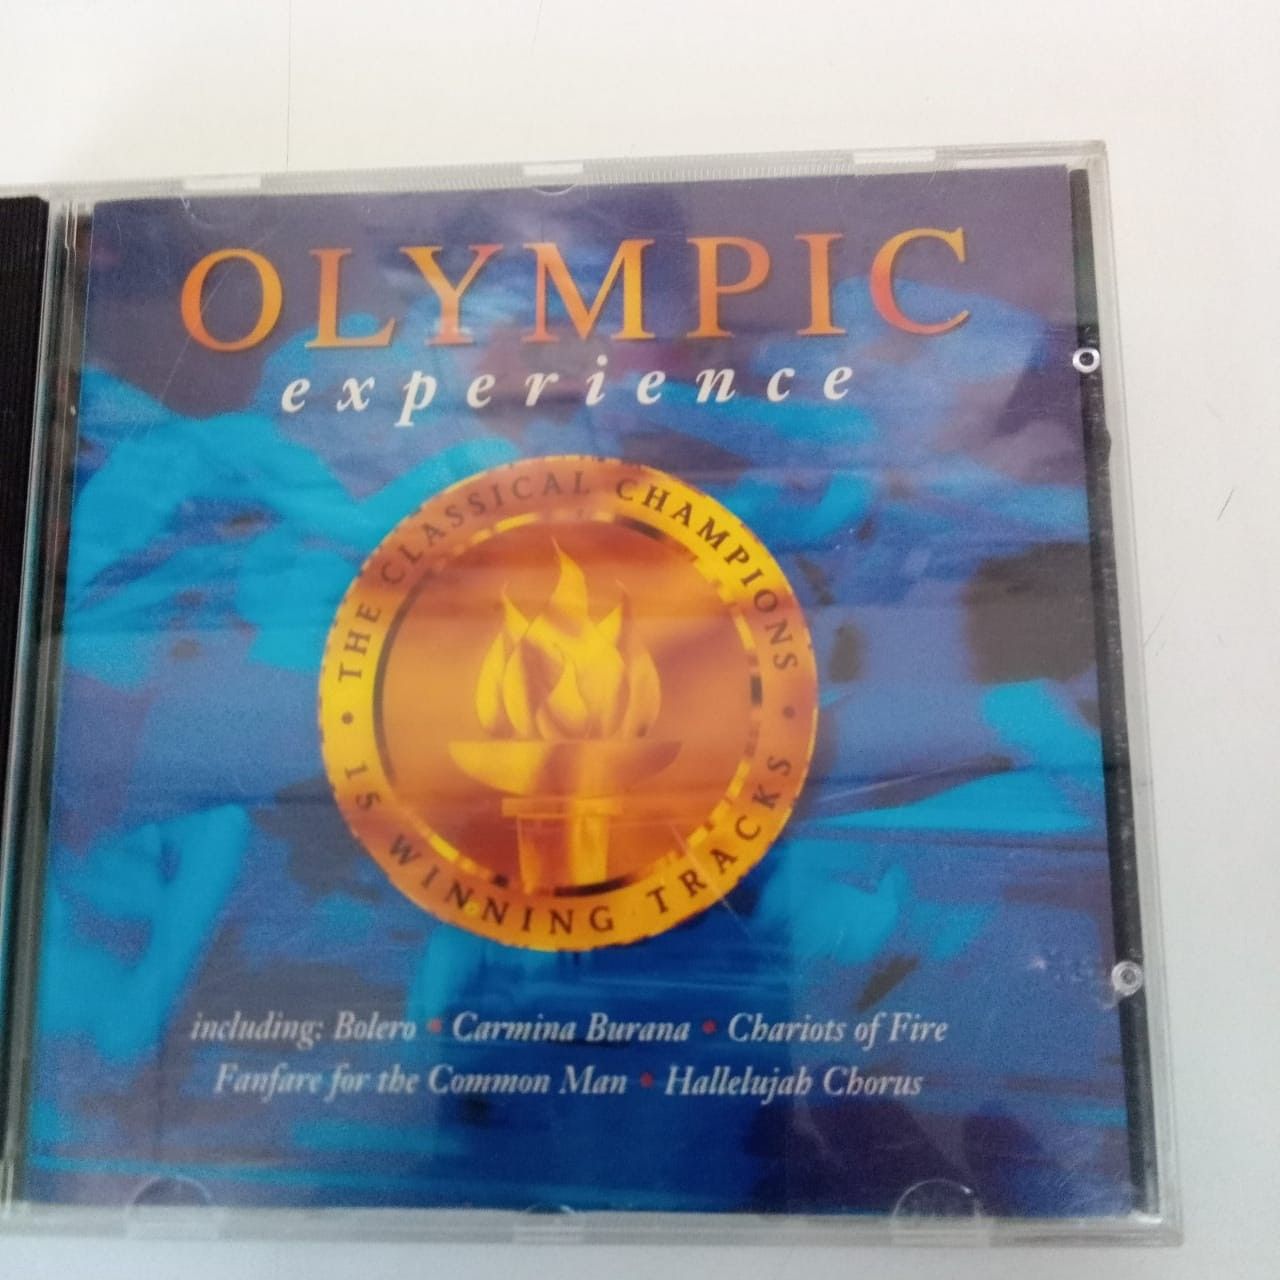 OLYMPIC
experience
• THE CLASSICAL CHAMPIONS •
15 WINNING TRACKS
including: Bolero • Carmina Burana • Chariots of Fire
Fanfare for the Common Man • Hallelujah Chorus